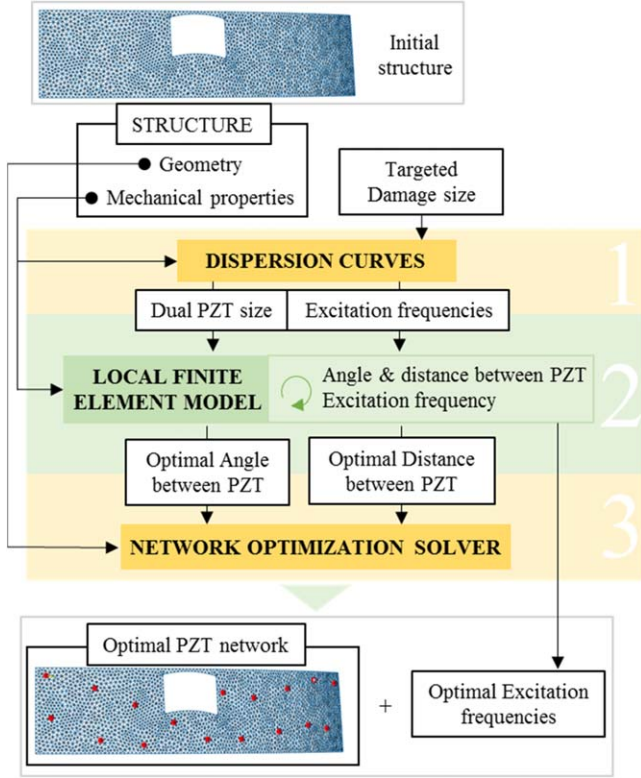 Initial
structure
STRUCTURE
Geometry
Mechanical properties
Targeted
Damage size
1
DISPERSION CURVES
Dual PZT size
Excitation frequencies
2
LOCAL FINITE
ELEMENT MODEL
Angle & distance between PZT
Excitation frequency
Optimal Angle
between PZT
Optimal Distance
between PZT
3
NETWORK OPTIMIZATION SOLVER
Optimal PZT network
+
Optimal Excitation
frequencies